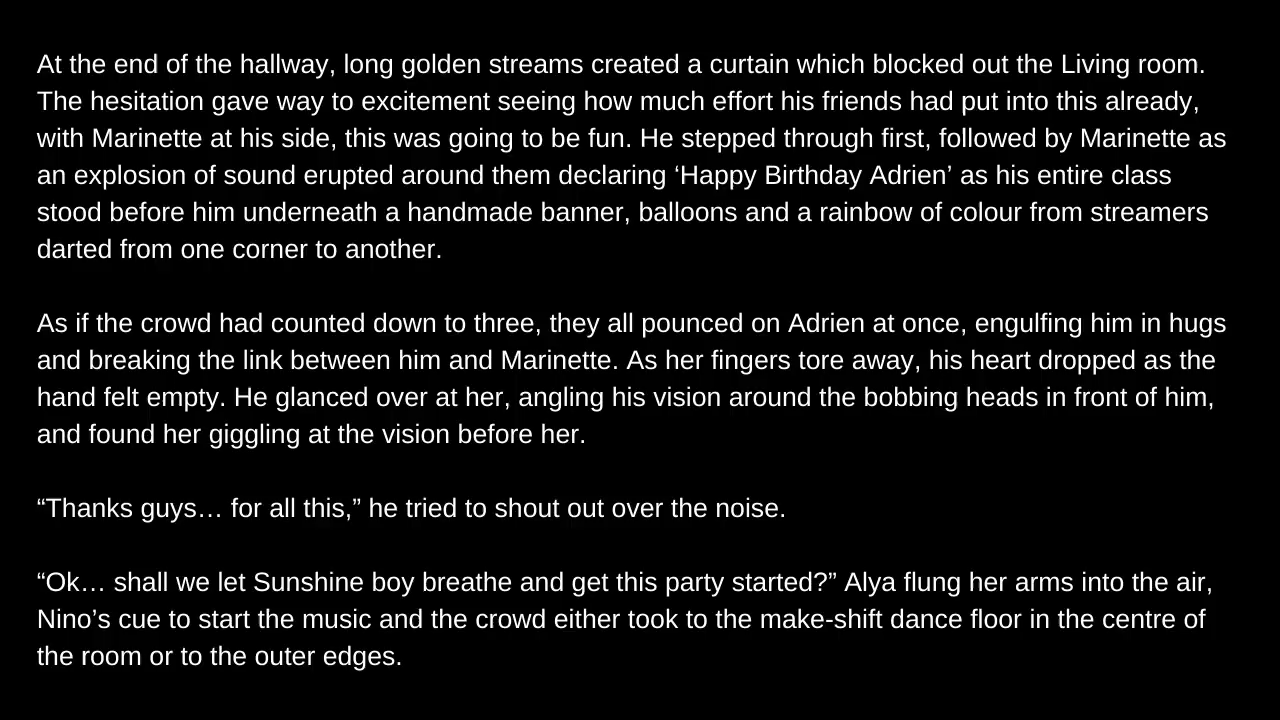 At the end of the hallway, long golden streams created a curtain which blocked out the Living room.
The hesitation gave way to excitement seeing how much effort his friends had put into this already,
with Marinette at his side, this was going to be fun. He stepped through first, followed by Marinette as
an explosion of sound erupted around them declaring ‘Happy Birthday Adrien’ as his entire class
stood before him underneath a handmade banner, balloons and a rainbow of colour from streamers
darted from one corner to another.
As if the crowd had counted down to three, they all pounced on Adrien at once, engulfing him in hugs
and breaking the link between him and Marinette. As her fingers tore away, his heart dropped as the
hand felt empty. He glanced over at her, angling his vision around the bobbing heads in front of him,
and found her giggling at the vision before her.
“Thanks guys… for all this,” he tried to shout out over the noise.
“Ok… shall we let Sunshine boy breathe and get this party started?” Alya flung her arms into the air,
Nino’s cue to start the music and the crowd either took to the make-shift dance floor in the centre of
the room or to the outer edges.